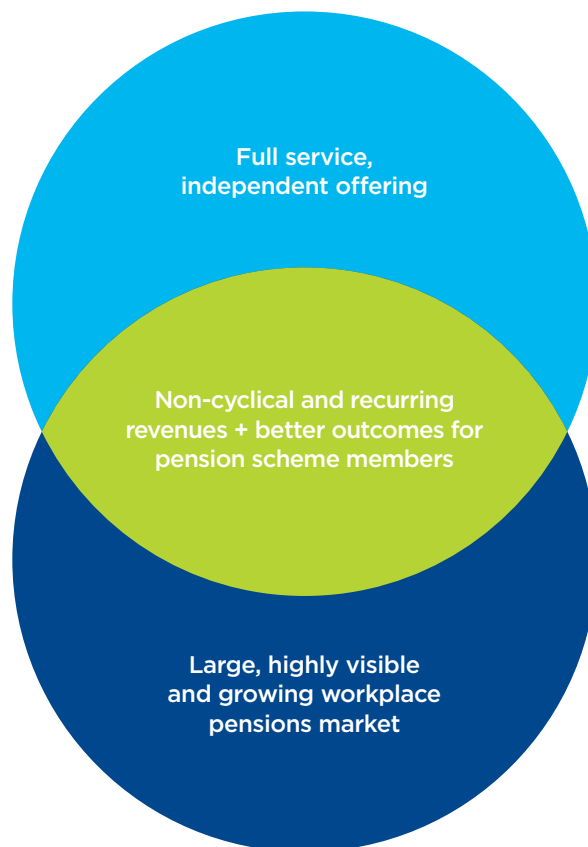 Full service,
independent offering
Non-cyclical and recurring
revenues + better outcomes for
pension scheme members
Large, highly visible
and growing workplace
pensions market